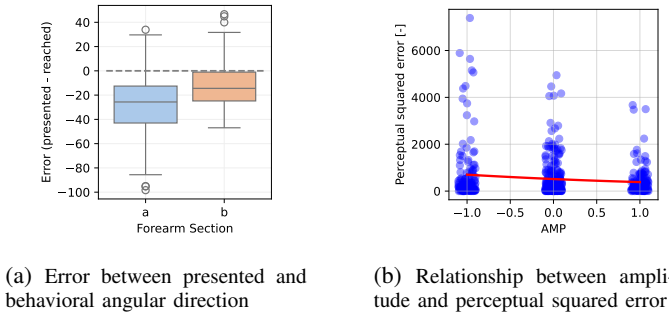 40
20
0
−20
−40
−60
−80
−100
Error (presented - reached)
a
b
Forearm Section
6000
4000
2000
0
Perceptual squared error [-]
−1.0
−0.5
0.0
0.5
1.0
AMP
(a) Error between presented and
behavioral angular direction
(b) Relationship between ampli-
tude and perceptual squared error